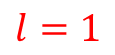 l = 1